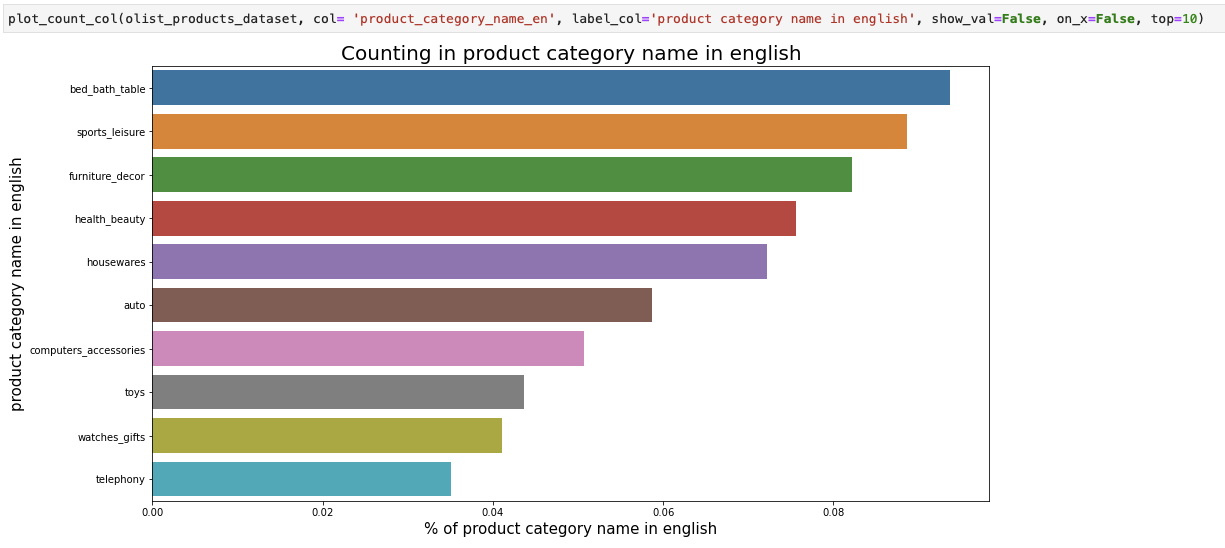 plot_count_col(olist_products_dataset, col= 'product_category_name_en', label_col='product category name in english', show_val=False, on_x=False, top=10)
Counting in product category name in english
product category name in english
bed_bath_table
sports_leisure
furniture_decor
health_beauty
housewares
auto
computers_accessories
toys
watches_gifts
telephony
0.00 0.02 0.04 0.06 0.08
% of product category name in english